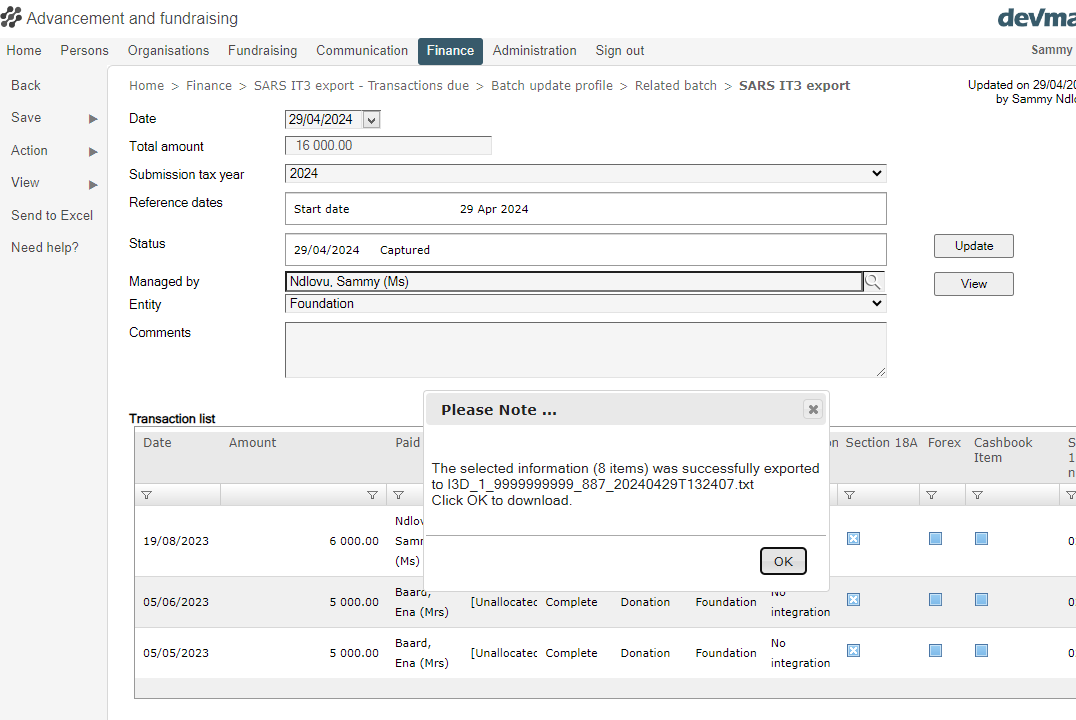 Advancement and fundraising
devma
Home Persons Organisations Fundraising Communication Finance Administration Sign out Sammy
Back
Save
Action
View
Send to Excel
Need help?
Home > Finance > SARS IT3 export - Transactions due > Batch update profile > Related batch > SARS IT3 export
Updated on 29/04/20
by Sammy Ndlo
Date 29/04/2024
Total amount 16 000.00
Submission tax year 2024
Reference dates Start date 29 Apr 2024
Status 29/04/2024 Captured Update
Managed by Ndlovu, Sammy (Ms) View
Entity Foundation
Comments
Transaction list
Please Note ...
The selected information (8 items) was successfully exported
to I3D_1_9999999999_887_20240429T132407.txt
Click OK to download.
OK
Date Amount Paid on Section 18A Forex Cashbook Item S 1 n
19/08/2023 6 000.00 Ndlov Samm (Ms) 0
05/06/2023 5 000.00 Baard, Ena (Mrs) [Unallocatec Complete Donation Foundation No integration 0
05/05/2023 5 000.00 Baard, Ena (Mrs) [Unallocatec Complete Donation Foundation No integration 0